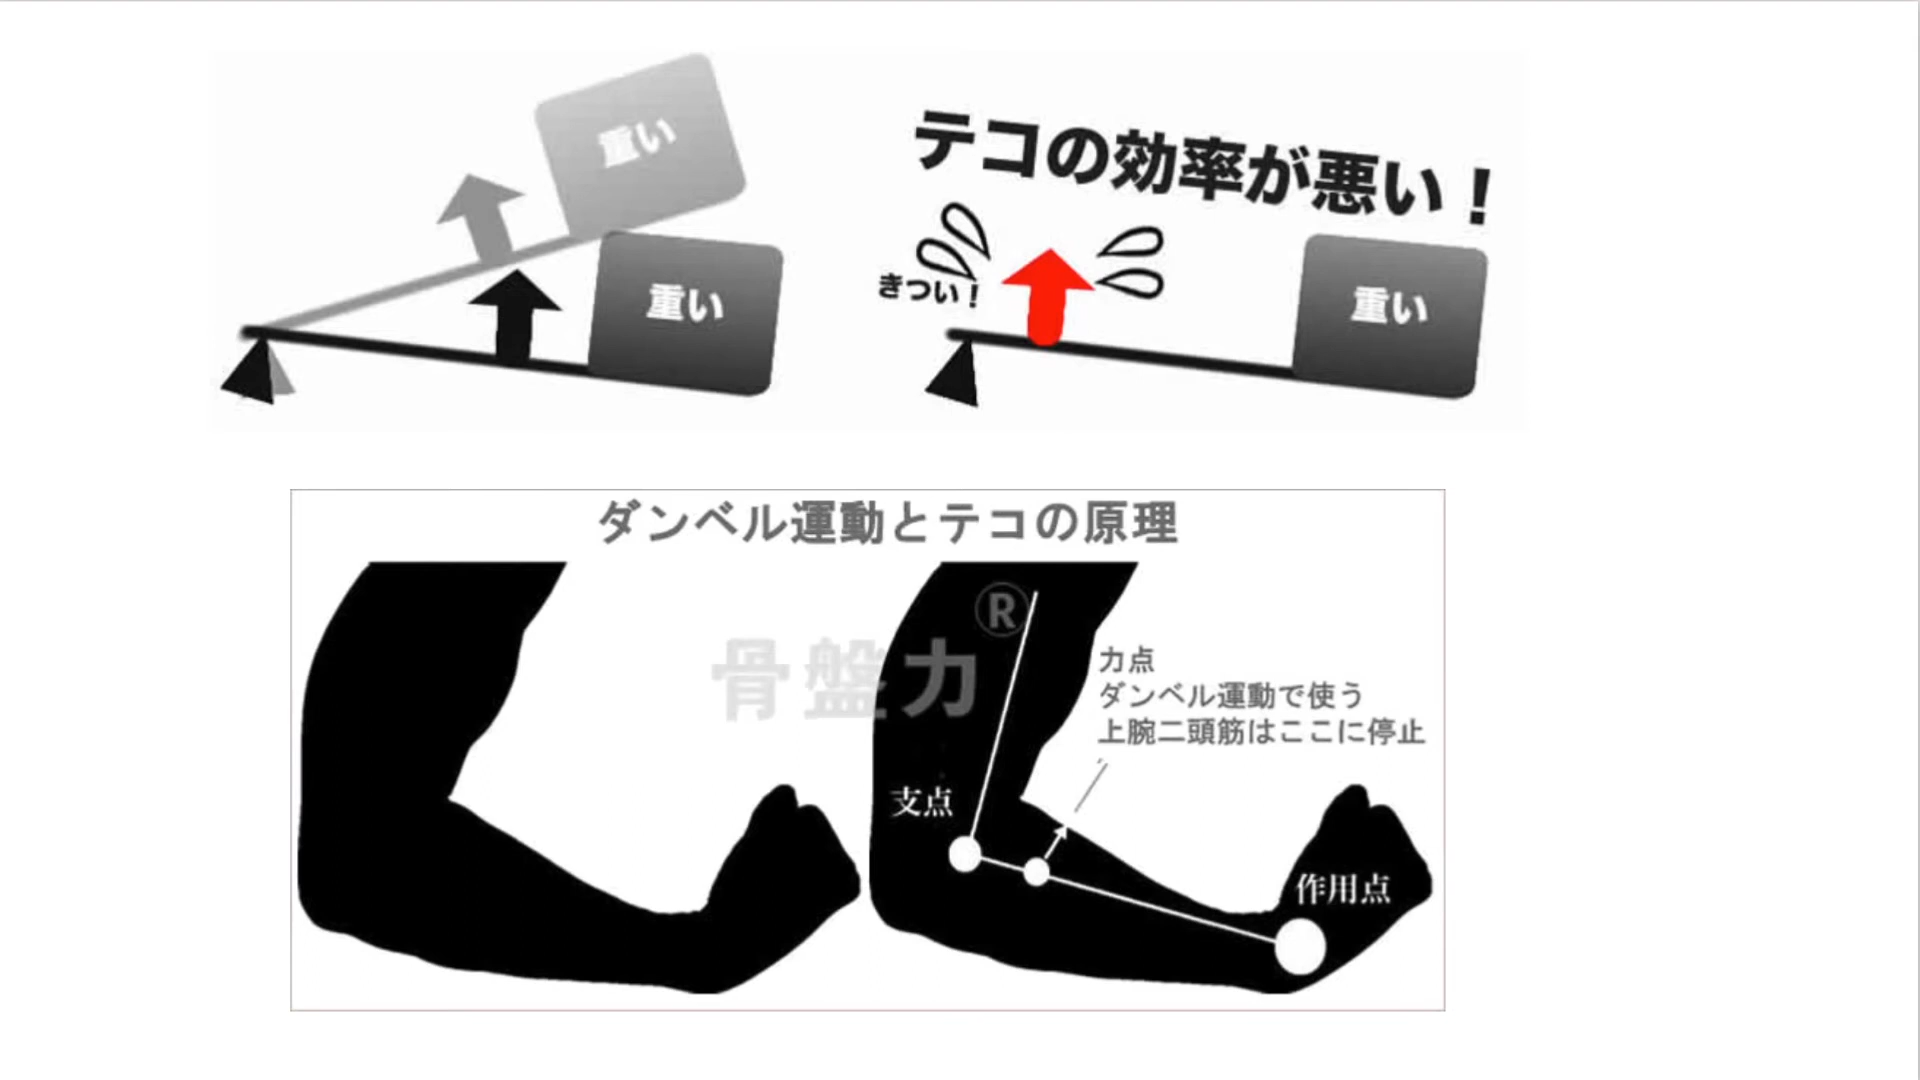 重い
重い
テコの効率が悪い！
きつい！
重い
ダンベル運動とテコの原理
骨盤力®
支点
力点
ダンベル運動で使う
上腕二頭筋はここに停止
作用点